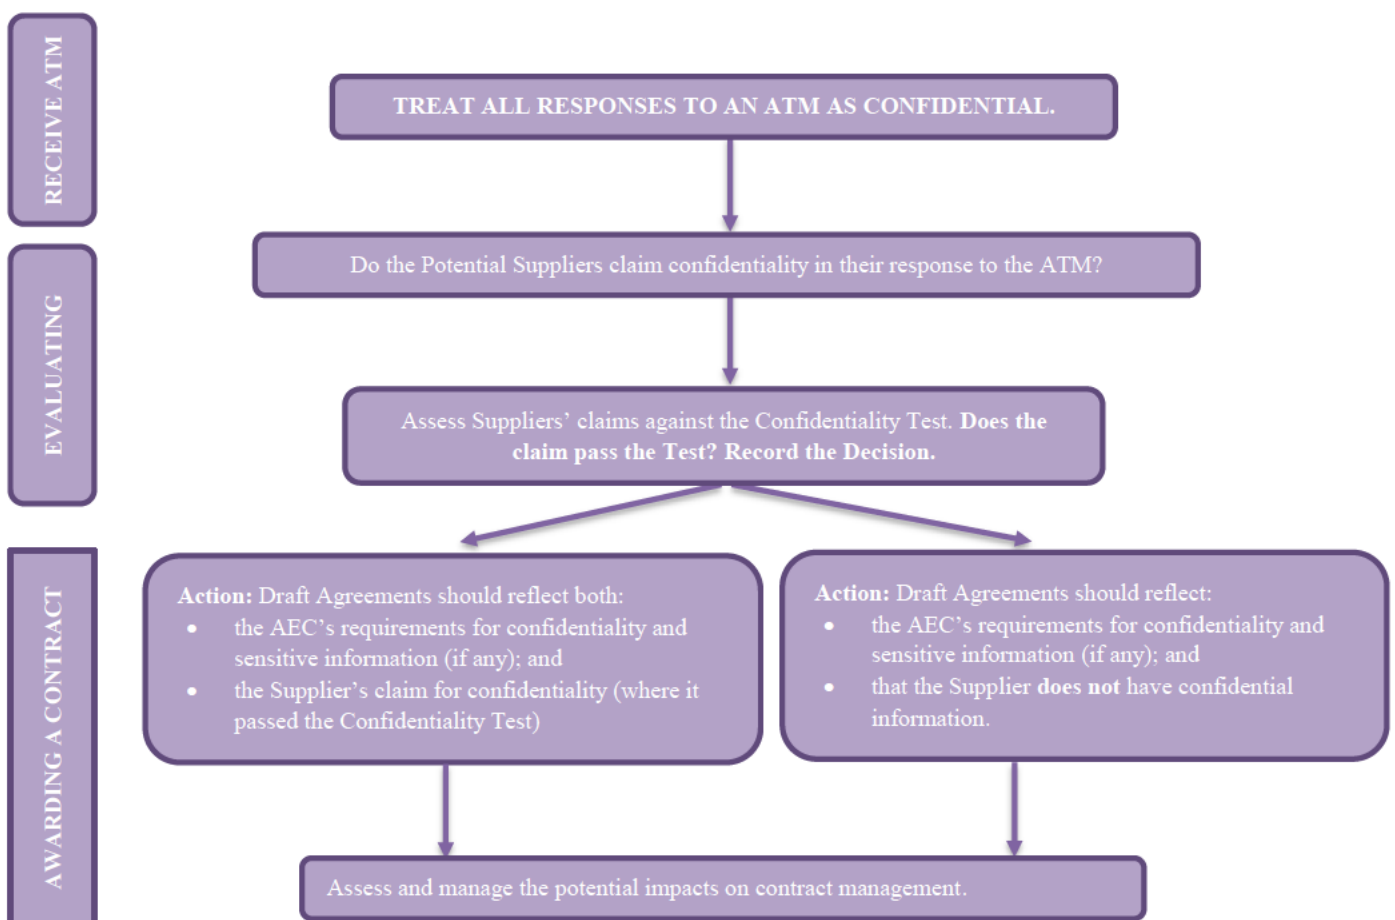 RECEIVE ATM
TREAT ALL RESPONSES TO AN ATM AS CONFIDENTIAL.
EVALUATING
Do the Potential Suppliers claim confidentiality in their response to the ATM?
Assess Suppliers’ claims against the Confidentiality Test. Does the
claim pass the Test? Record the Decision.
AWARDING A CONTRACT
Action: Draft Agreements should reflect both:
• the AEC’s requirements for confidentiality and
sensitive information (if any); and
• the Supplier’s claim for confidentiality (where it
passed the Confidentiality Test)
Action: Draft Agreements should reflect:
• the AEC’s requirements for confidentiality and
sensitive information (if any); and
• that the Supplier does not have confidential
information.
Assess and manage the potential impacts on contract management.